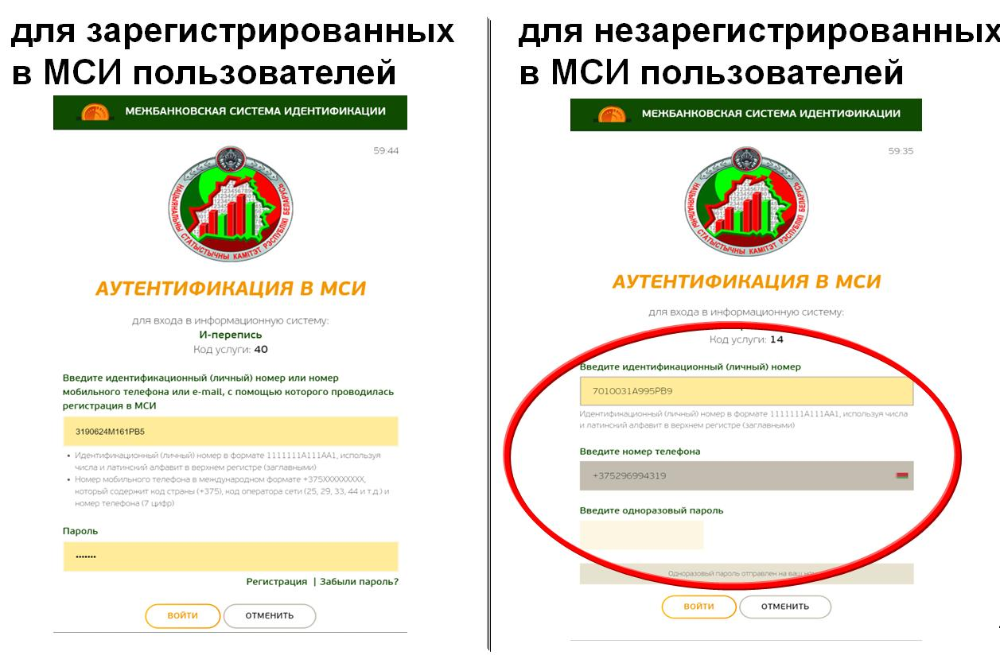 для зарегистрированных
в МСИ пользователей
МЕЖБАНКОВСКАЯ СИСТЕМА ИДЕНТИФИКАЦИИ
59:44
НАЦЫЯНАЛЬНЫ СТАТЫСТЫЧНЫ КАМІТЭТ РЭСПУБЛІКІ БЕЛАРУСЬ
АУТЕНТИФИКАЦИЯ В МСИ
для входа в информационную систему:
И-перепись
Код услуги: 40
Введите идентификационный (личный) номер или номер
мобильного телефона или e-mail, с помощью которого проводилась
регистрация в МСИ
3190624M161PB5
• Идентификационный (личный) номер в формате 1111111A111AA1, используя
числа и латинский алфавит в верхнем регистре (заглавными)
• Номер мобильного телефона в международном формате +375XXXXXXXXX,
который содержит код страны (+375), код оператора сети (25, 29, 33, 44 и т.д.) и
номер телефона (7 цифр)
Пароль
•••••••
Регистрация | Забыли пароль?
ВОЙТИ
ОТМЕНИТЬ
для незарегистрированных
в МСИ пользователей
МЕЖБАНКОВСКАЯ СИСТЕМА ИДЕНТИФИКАЦИИ
59:35
НАЦЫЯНАЛЬНЫ СТАТЫСТЫЧНЫ КАМІТЭТ РЭСПУБЛІКІ БЕЛАРУСЬ
АУТЕНТИФИКАЦИЯ В МСИ
для входа в информационную систему:
Код услуги: 14
Введите идентификационный (личный) номер
7010031A995PB9
Идентификационный (личный) номер в формате 1111111A111AA1, используя числа
и латинский алфавит в верхнем регистре (заглавными)
Введите номер телефона
+375296994319
Введите одноразовый пароль
Одноразовый пароль отправлен на ваш
ВОЙТИ
ОТМЕНИТЬ